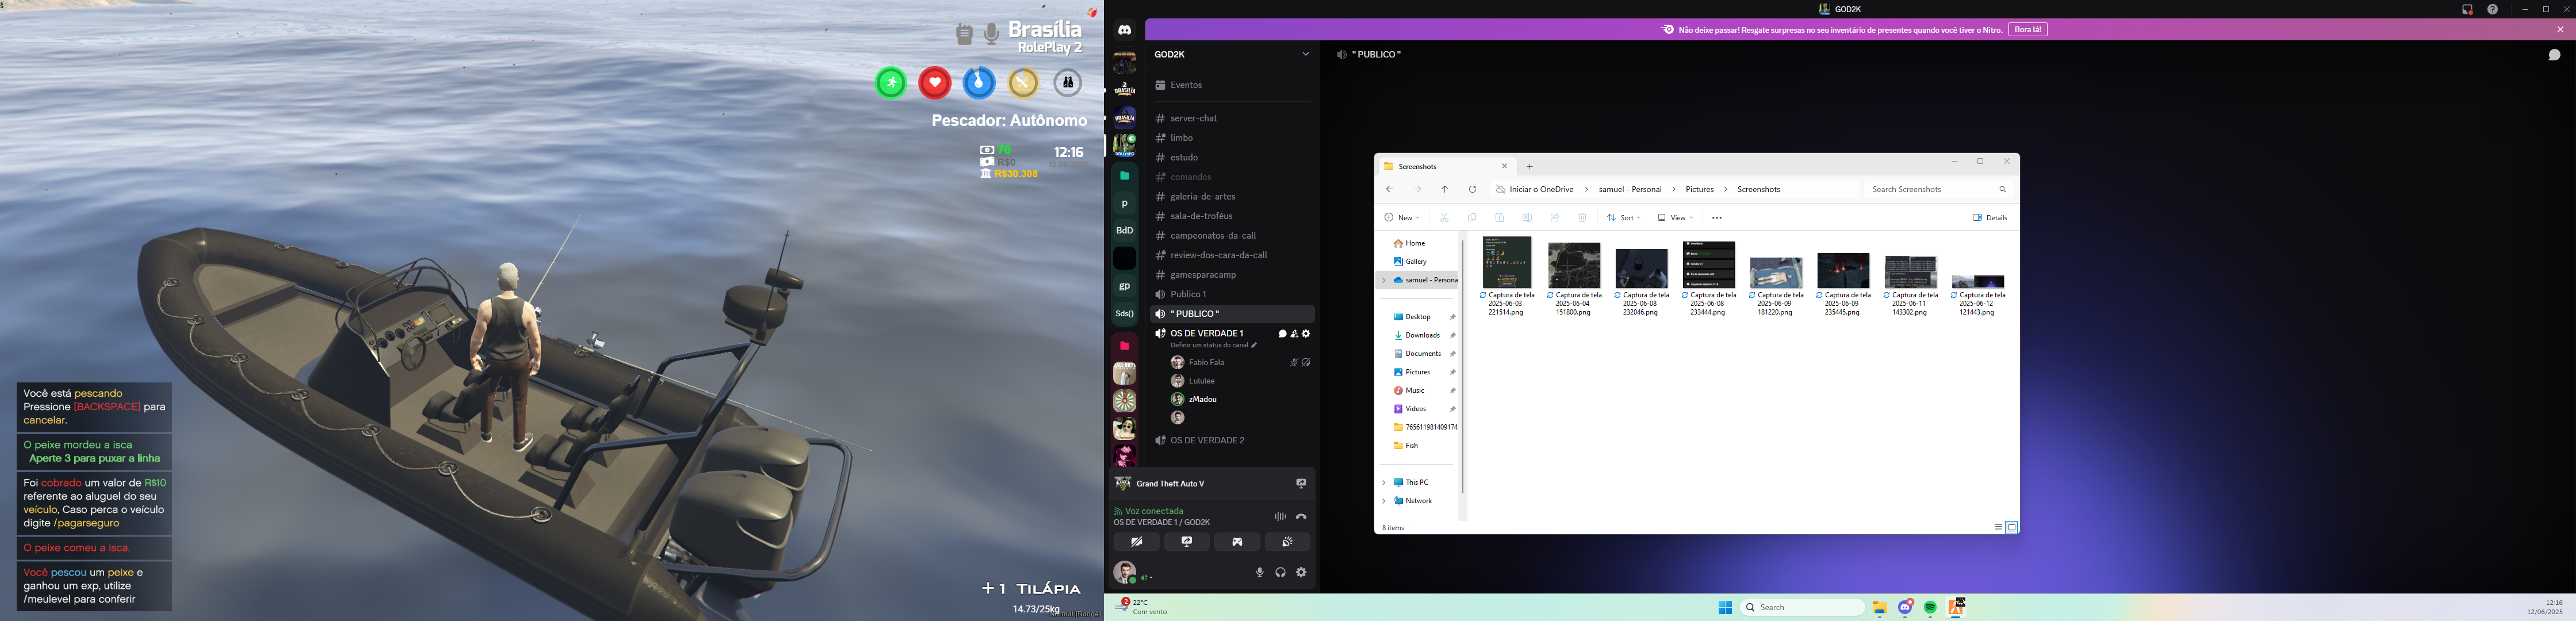 Brasília
RolePlay 2
Pescador: Autônomo
70
R$0
R$30.308
12:16
Você está pescando
Pressione [BACKSPACE] para
cancelar.
O peixe mordeu a isca
Aperte 3 para puxar a linha
Foi cobrado um valor de R$10
referente ao aluguel do seu
veículo, Caso perca o veículo
digite /pagarseguro
O peixe comeu a isca.
Você pescou um peixe e
ganhou um exp, utilize
/meulevel para conferir
+ 1 TILÁPIA
14.73/25kg
Normal [Range]
GOD2K
Não deixe passar! Resgate surpresas no seu inventário de presentes quando você tiver o Nitro.
Bora lá!
GOD2K
Eventos
server-chat
limbo
estudo
comandos
galeria-de-artes
sala-de-troféus
campeonatos-da-call
review-dos-cara-da-call
gamesparacamp
Publico 1
" PUBLICO "
OS DE VERDADE 1
Definir um status do canal
Fabio Fala
Lululee
zMadou
OS DE VERDADE 2
p
BdD
gp
Sds()
Grand Theft Auto V
Voz conectada
OS DE VERDADE 1 / GOD2K
" PUBLICO "
Screenshots
Iniciar o OneDrive
samuel - Personal
Pictures
Screenshots
Search Screenshots
New
Sort
View
Details
Home
Gallery
samuel - Persona
Desktop
Downloads
Documents
Pictures
Music
Videos
765611981409174
Fish
This PC
Network
Captura de tela
2025-06-03
221514.png
Captura de tela
2025-06-04
151800.png
Captura de tela
2025-06-08
232046.png
Captura de tela
2025-06-08
233444.png
Captura de tela
2025-06-09
181220.png
Captura de tela
2025-06-09
235445.png
Captura de tela
2025-06-11
143302.png
Captura de tela
2025-06-12
121443.png
8 items
2
22°C
Com vento
Search
12:16
12/06/2025